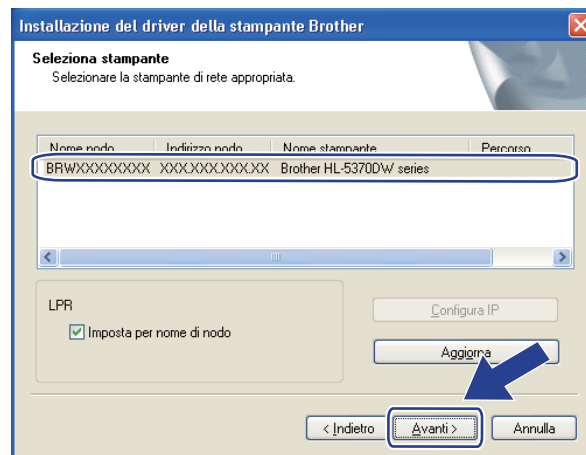 Installazione del driver della stampante Brother
Seleziona stampante
Selezionare la stampante di rete appropriata.
Nome nodo Indirizzo nodo Nome stampante Percorso
BRWXXXXXXXX XXX.XXX.XXX.XX Brother HL-5370DW series
LPR
Imposta per nome di nodo
Configura IP
Aggiorna
< Indietro Avanti > Annulla